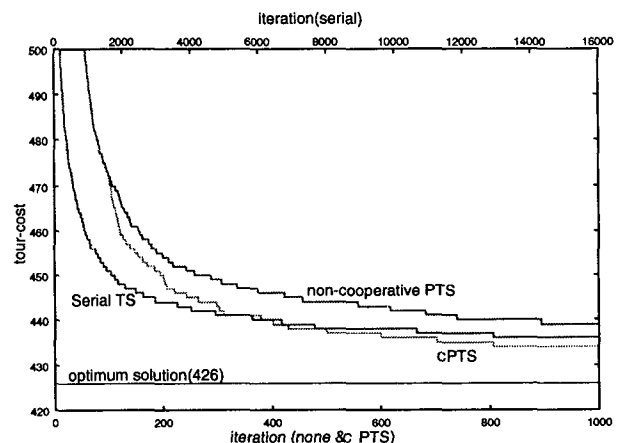 iteration(serial)
0 2000 4000 6000 8000 10000 12000 14000 16000
500
490
480
470
460
450
440
430
420
tour-cost
non-cooperative PTS
Serial TS
cPTS
optimum solution(426)
0 200 400 600 800 1000
iteration (none &c PTS)